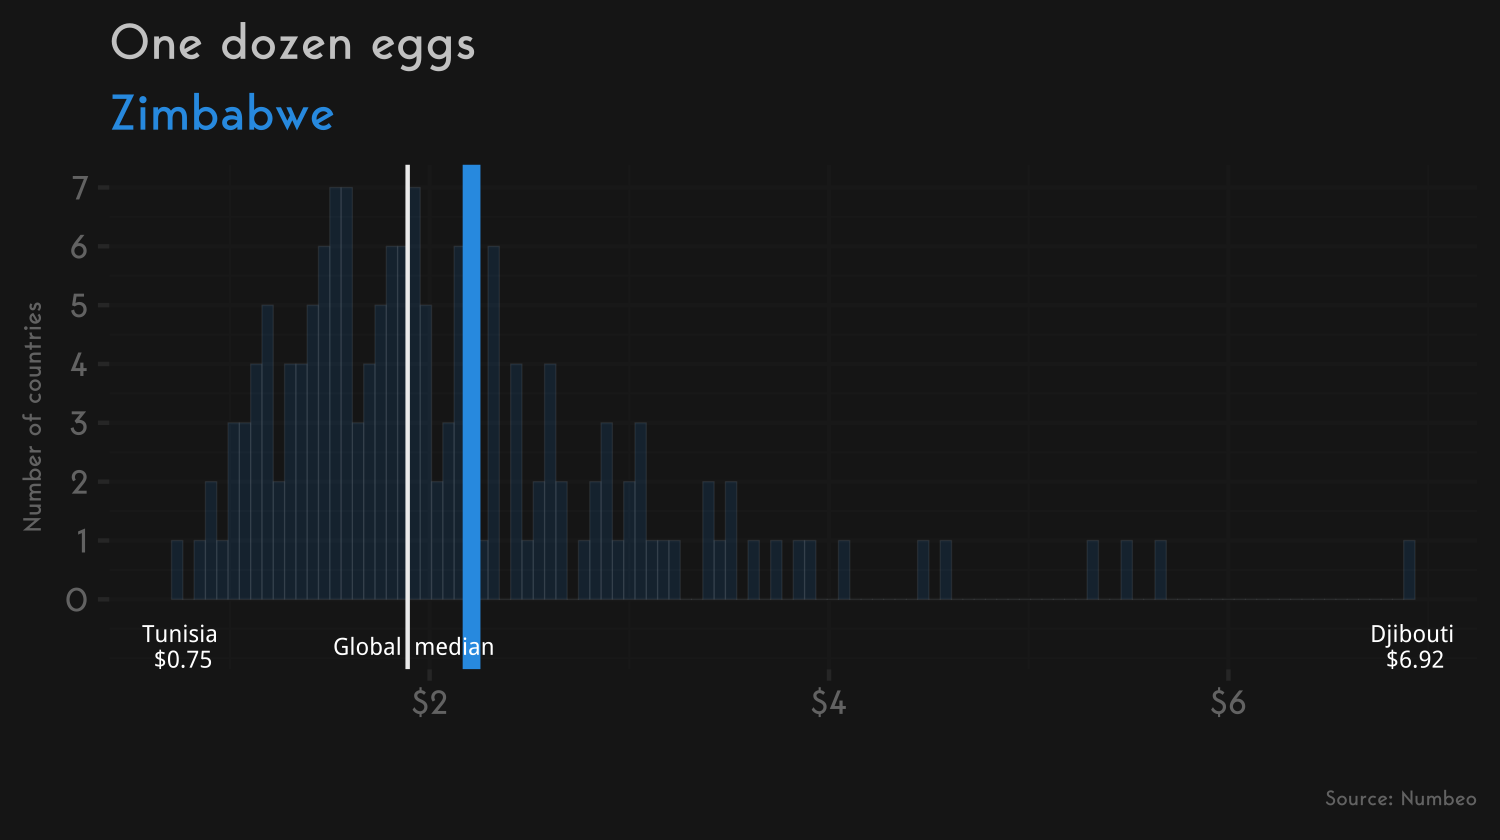 One dozen eggs
Zimbabwe
7
6
5
4
3
2
1
0
Number of countries
Tunisia
$0.75
Global median
Djibouti
$6.92
$2
$4
$6
Source: Numbeo